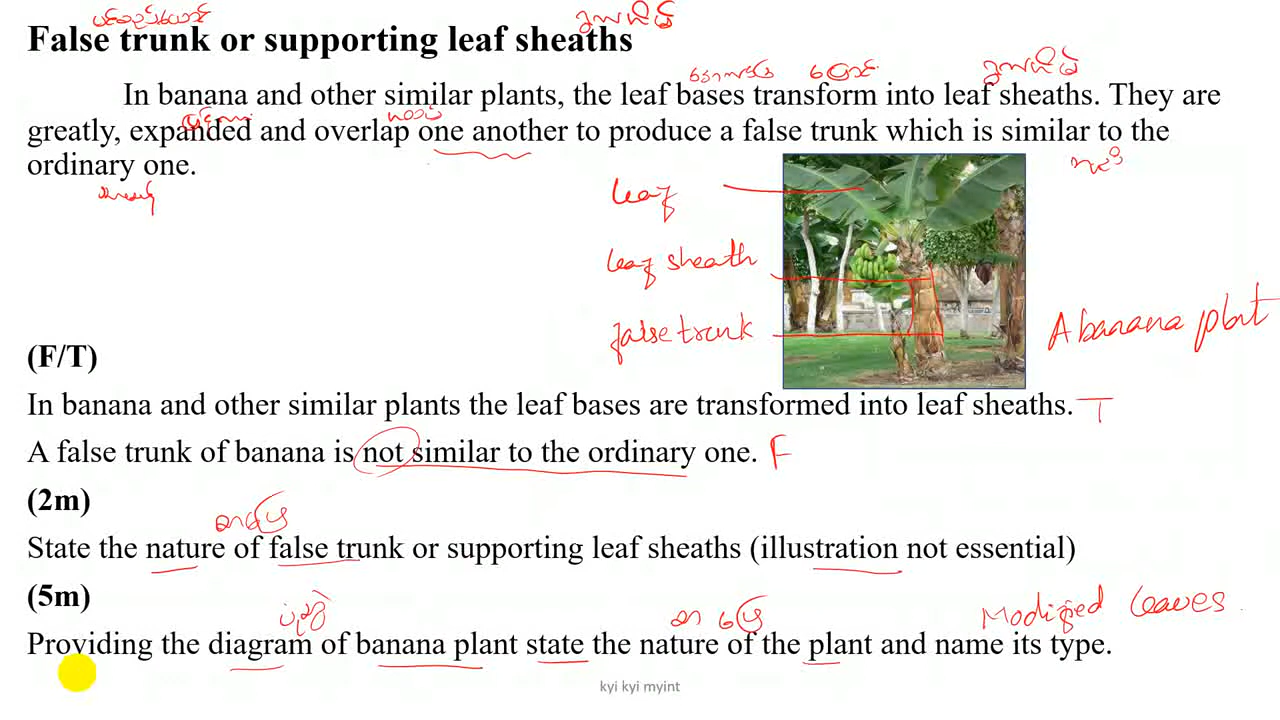 False trunk or supporting leaf sheaths
In banana and other similar plants, the leaf bases transform into leaf sheaths. They are
greatly, expanded and overlap one another to produce a false trunk which is similar to the
ordinary one.
leaf
leaf sheath
false trunk
A banana plant
(F/T)
In banana and other similar plants the leaf bases are transformed into leaf sheaths. T
A false trunk of banana is not similar to the ordinary one. F
(2m)
State the nature of false trunk or supporting leaf sheaths (illustration not essential)
(5m)
Modified leaves
Providing the diagram of banana plant state the nature of the plant and name its type.
kyi kyi myint